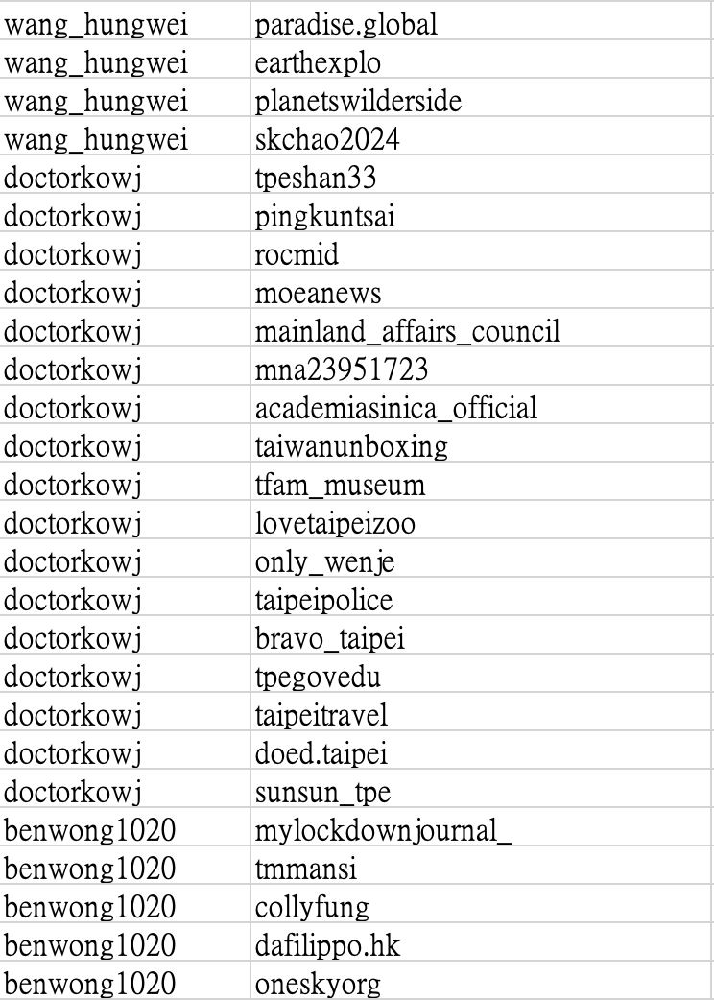 wang_hungwei paradise.global
wang_hungwei earthexplo
wang_hungwei planetswilderside
wang_hungwei skchao2024
doctorkowj tpeshan33
doctorkowj pingkuntsai
doctorkowj rocmid
doctorkowj moeanews
doctorkowj mainland_affairs_council
doctorkowj mna23951723
doctorkowj academiasinica_official
doctorkowj taiwanunboxing
doctorkowj tfam_museum
doctorkowj lovetaipeizoo
doctorkowj only_wenje
doctorkowj taipeipolice
doctorkowj bravo_taipei
doctorkowj tpegovedu
doctorkowj taipeitravel
doctorkowj doed.taipei
doctorkowj sunsun_tpe
benwong1020 mylockdownjournal_
benwong1020 tmmansi
benwong1020 collyfung
benwong1020 dafilippo.hk
benwong1020 oneskyorg